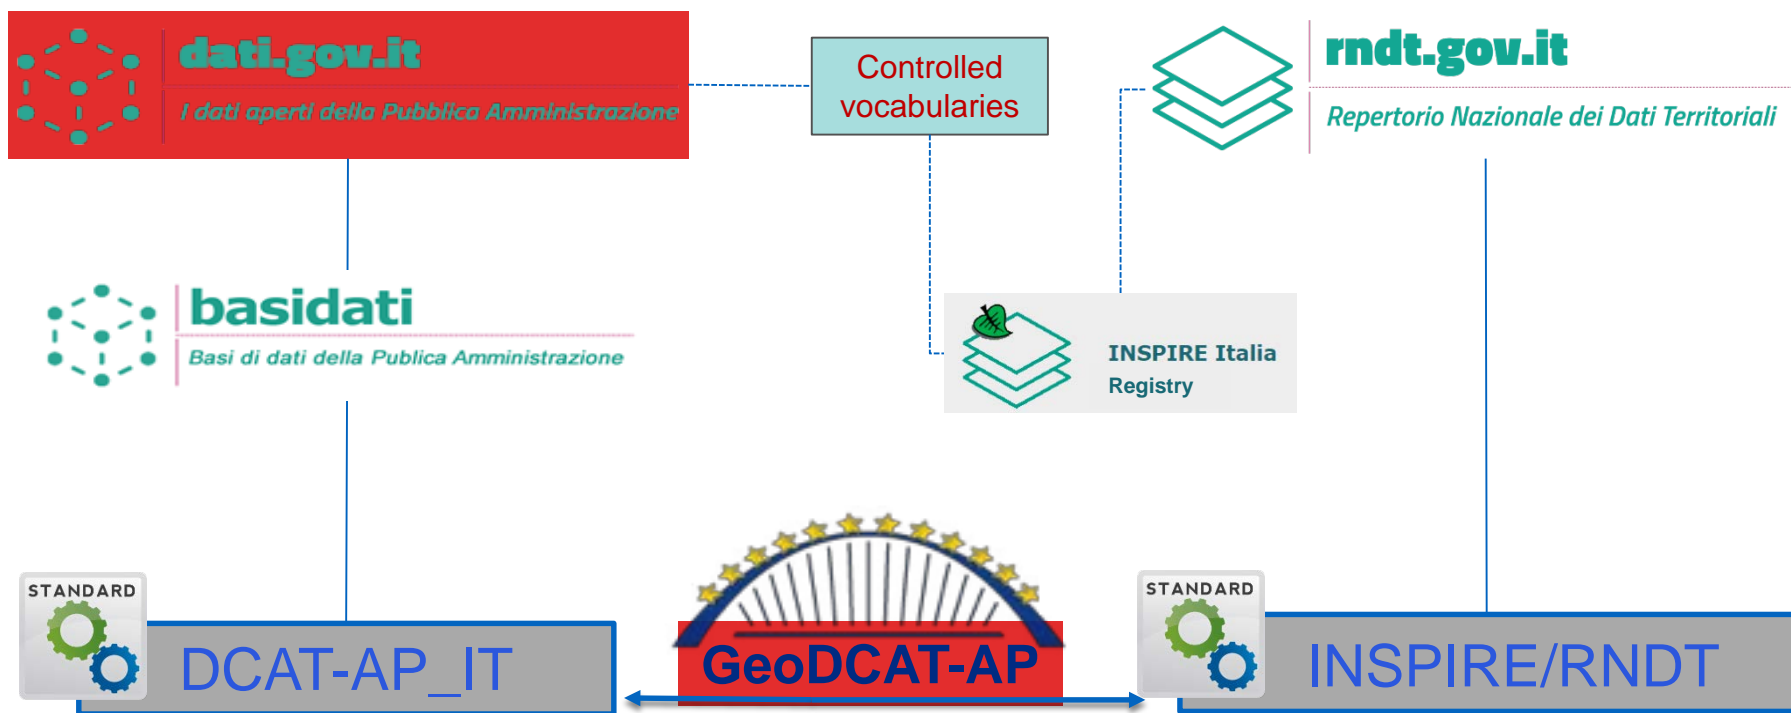 dati.gov.it
I dati aperti della Pubblica Amministrazione
Controlled
vocabularies
rndt.gov.it
Repertorio Nazionale dei Dati Territoriali
basidati
Basi di dati della Publica Amministrazione
INSPIRE Italia
Registry
STANDARD
DCAT-AP_IT
GeoDCAT-AP
STANDARD
INSPIRE/RNDT